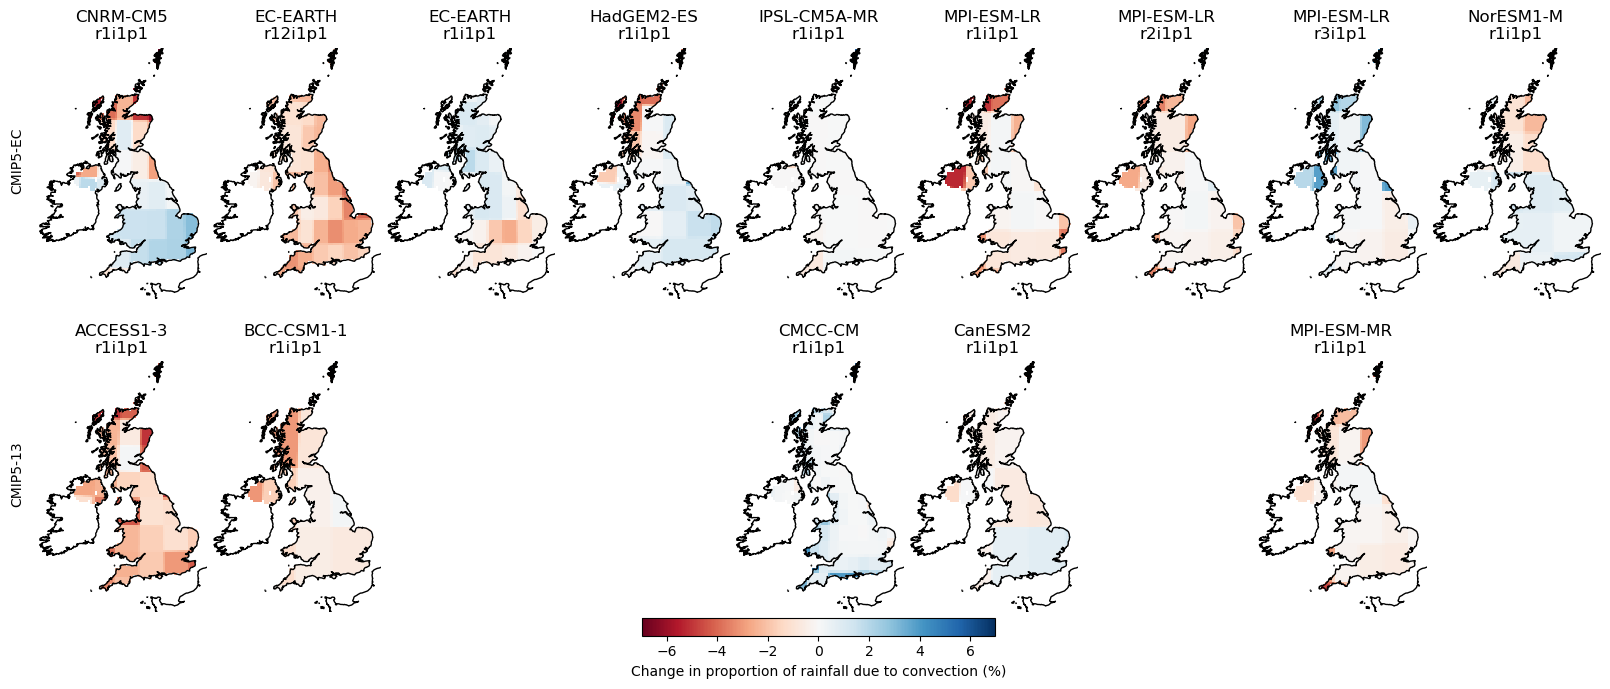 CNRM-CM5
r1i1p1
EC-EARTH
r12i1p1
EC-EARTH
r1i1p1
HadGEM2-ES
r1i1p1
IPSL-CM5A-MR
r1i1p1
MPI-ESM-LR
r1i1p1
MPI-ESM-LR
r2i1p1
MPI-ESM-LR
r3i1p1
NorESM1-M
r1i1p1
CMIP5-EC
ACCESS1-3
r1i1p1
BCC-CSM1-1
r1i1p1
CMCC-CM
r1i1p1
CanESM2
r1i1p1
MPI-ESM-MR
r1i1p1
CMIP5-13
−6 −4 −2 0 2 4 6
Change in proportion of rainfall due to convection (%)